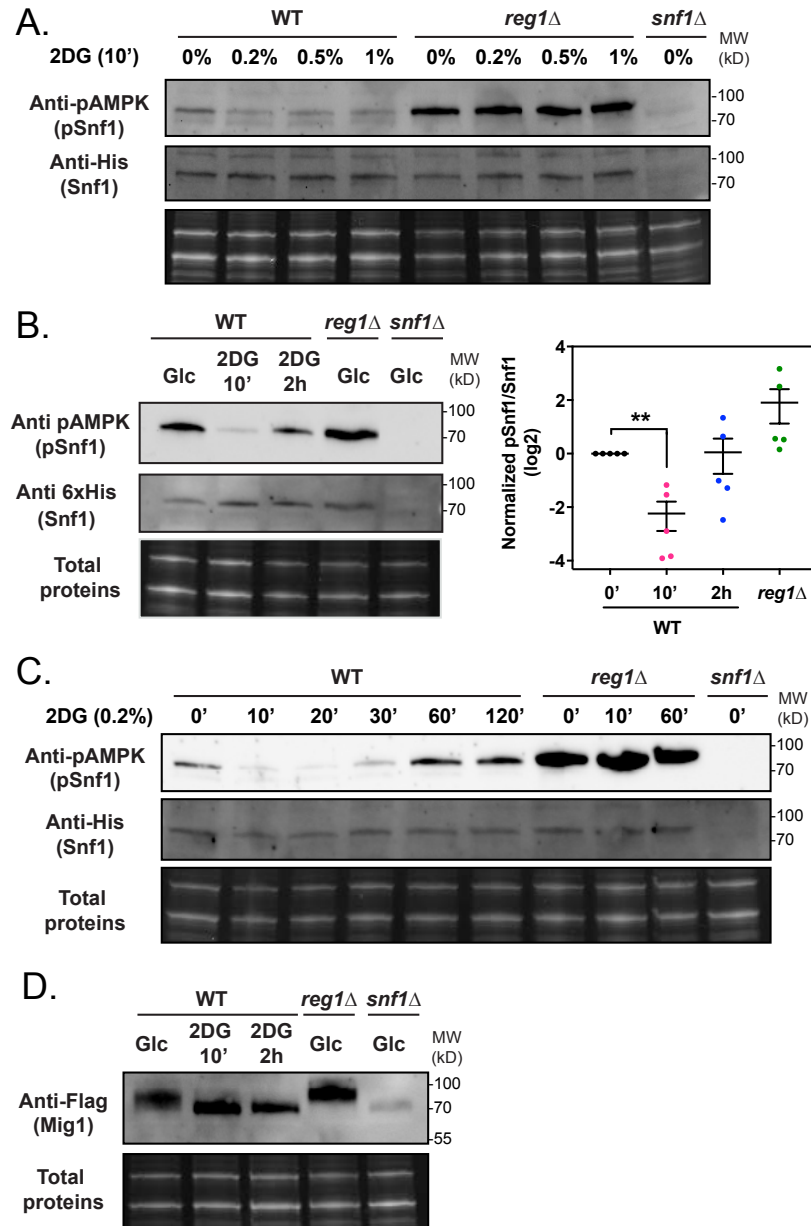 A.
WT reg1Δ snf1Δ
2DG (10') 0% 0.2% 0.5% 1% 0% 0.2% 0.5% 1% 0%
MW
(kD)
Anti-pAMPK
(pSnf1)
-100
-70
Anti-His
(Snf1)
-100
-70
B.
WT reg1Δ snf1Δ
Glc 2DG 10' 2DG 2h Glc Glc
MW
(kD)
Anti pAMPK
(pSnf1)
-100
-70
Anti 6xHis
(Snf1)
-100
-70
Total
proteins
Normalized pSnf1/Snf1
(log2)
4
2
0
-2
-4
**
0' 10' 2h reg1Δ
WT
C.
WT reg1Δ snf1Δ
2DG (0.2%) 0' 10' 20' 30' 60' 120' 0' 10' 60' 0'
MW
(kD)
Anti-pAMPK
(pSnf1)
-100
-70
Anti-His
(Snf1)
-100
-70
Total
proteins
D.
WT reg1Δ snf1Δ
Glc 2DG 10' 2DG 2h Glc Glc
MW
(kD)
Anti-Flag
(Mig1)
-100
-70
-55
Total
proteins